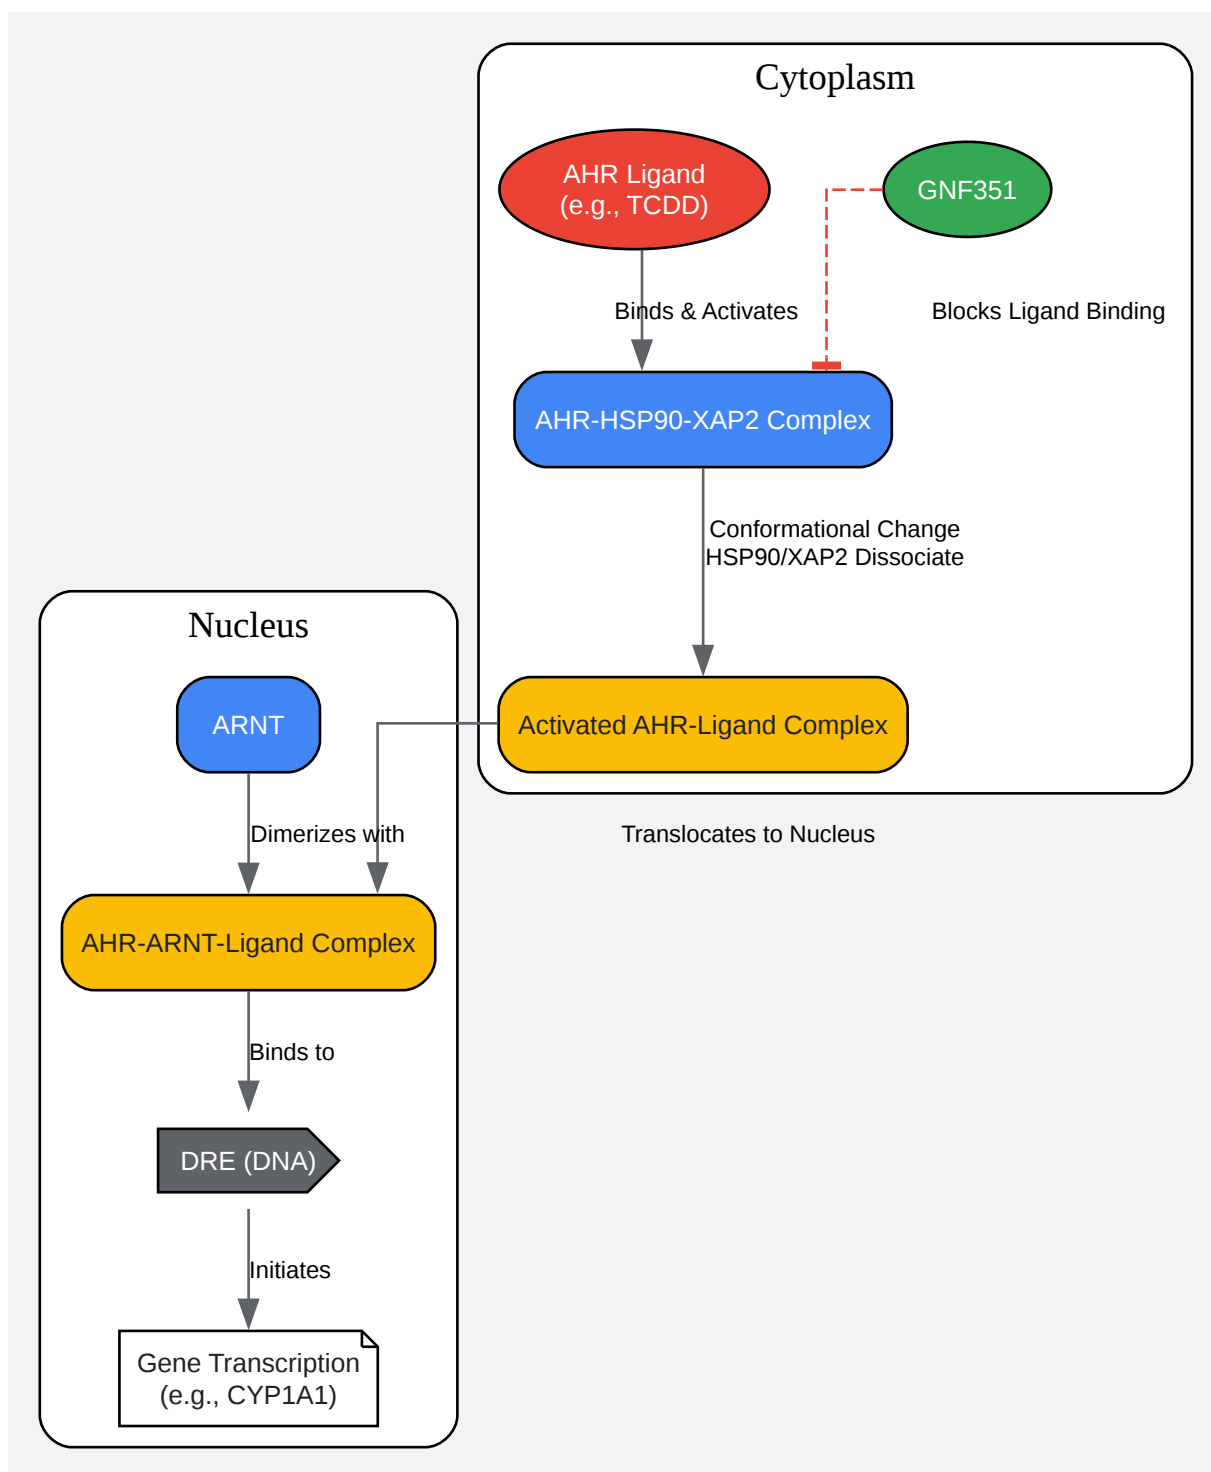 Cytoplasm
AHR Ligand
(e.g., TCDD)
GNF351
Binds & Activates
Blocks Ligand Binding
AHR-HSP90-XAP2 Complex
Conformational Change
HSP90/XAP2 Dissociate
Activated AHR-Ligand Complex
Translocates to Nucleus
Nucleus
ARNT
Dimerizes with
AHR-ARNT-Ligand Complex
Binds to
DRE (DNA)
Initiates
Gene Transcription
(e.g., CYP1A1)